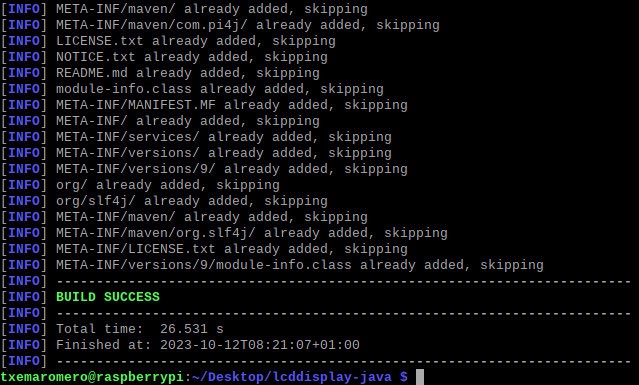 [INFO] META-INF/maven/ already added, skipping
[INFO] META-INF/maven/com.pi4j/ already added, skipping
[INFO] LICENSE.txt already added, skipping
[INFO] NOTICE.txt already added, skipping
[INFO] README.md already added, skipping
[INFO] module-info.class already added, skipping
[INFO] META-INF/MANIFEST.MF already added, skipping
[INFO] META-INF/ already added, skipping
[INFO] META-INF/services/ already added, skipping
[INFO] META-INF/versions/ already added, skipping
[INFO] META-INF/versions/9/ already added, skipping
[INFO] org/ already added, skipping
[INFO] org/slf4j/ already added, skipping
[INFO] META-INF/maven/ already added, skipping
[INFO] META-INF/maven/org.slf4j/ already added, skipping
[INFO] META-INF/LICENSE.txt already added, skipping
[INFO] META-INF/versions/9/module-info.class already added, skipping
[INFO] ------------------------------------------------------------------------
[INFO] BUILD SUCCESS
[INFO] ------------------------------------------------------------------------
[INFO] Total time:  26.531 s
[INFO] Finished at: 2023-10-12T08:21:07+01:00
[INFO] ------------------------------------------------------------------------
txemaromero@raspberrypi:~/Desktop/lcddisplay-java $